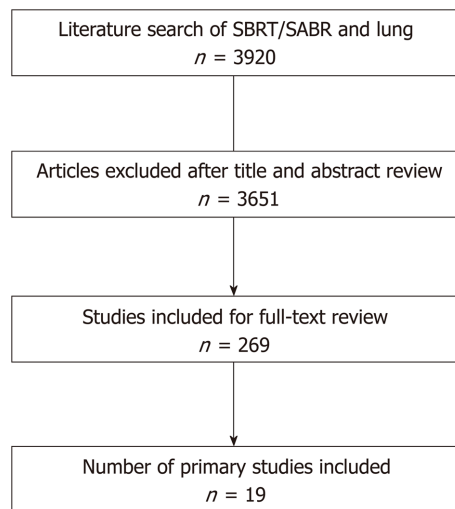 Literature search of SBRT/SABR and lung
n = 3920
Articles excluded after title and abstract review
n = 3651
Studies included for full-text review
n = 269
Number of primary studies included
n = 19